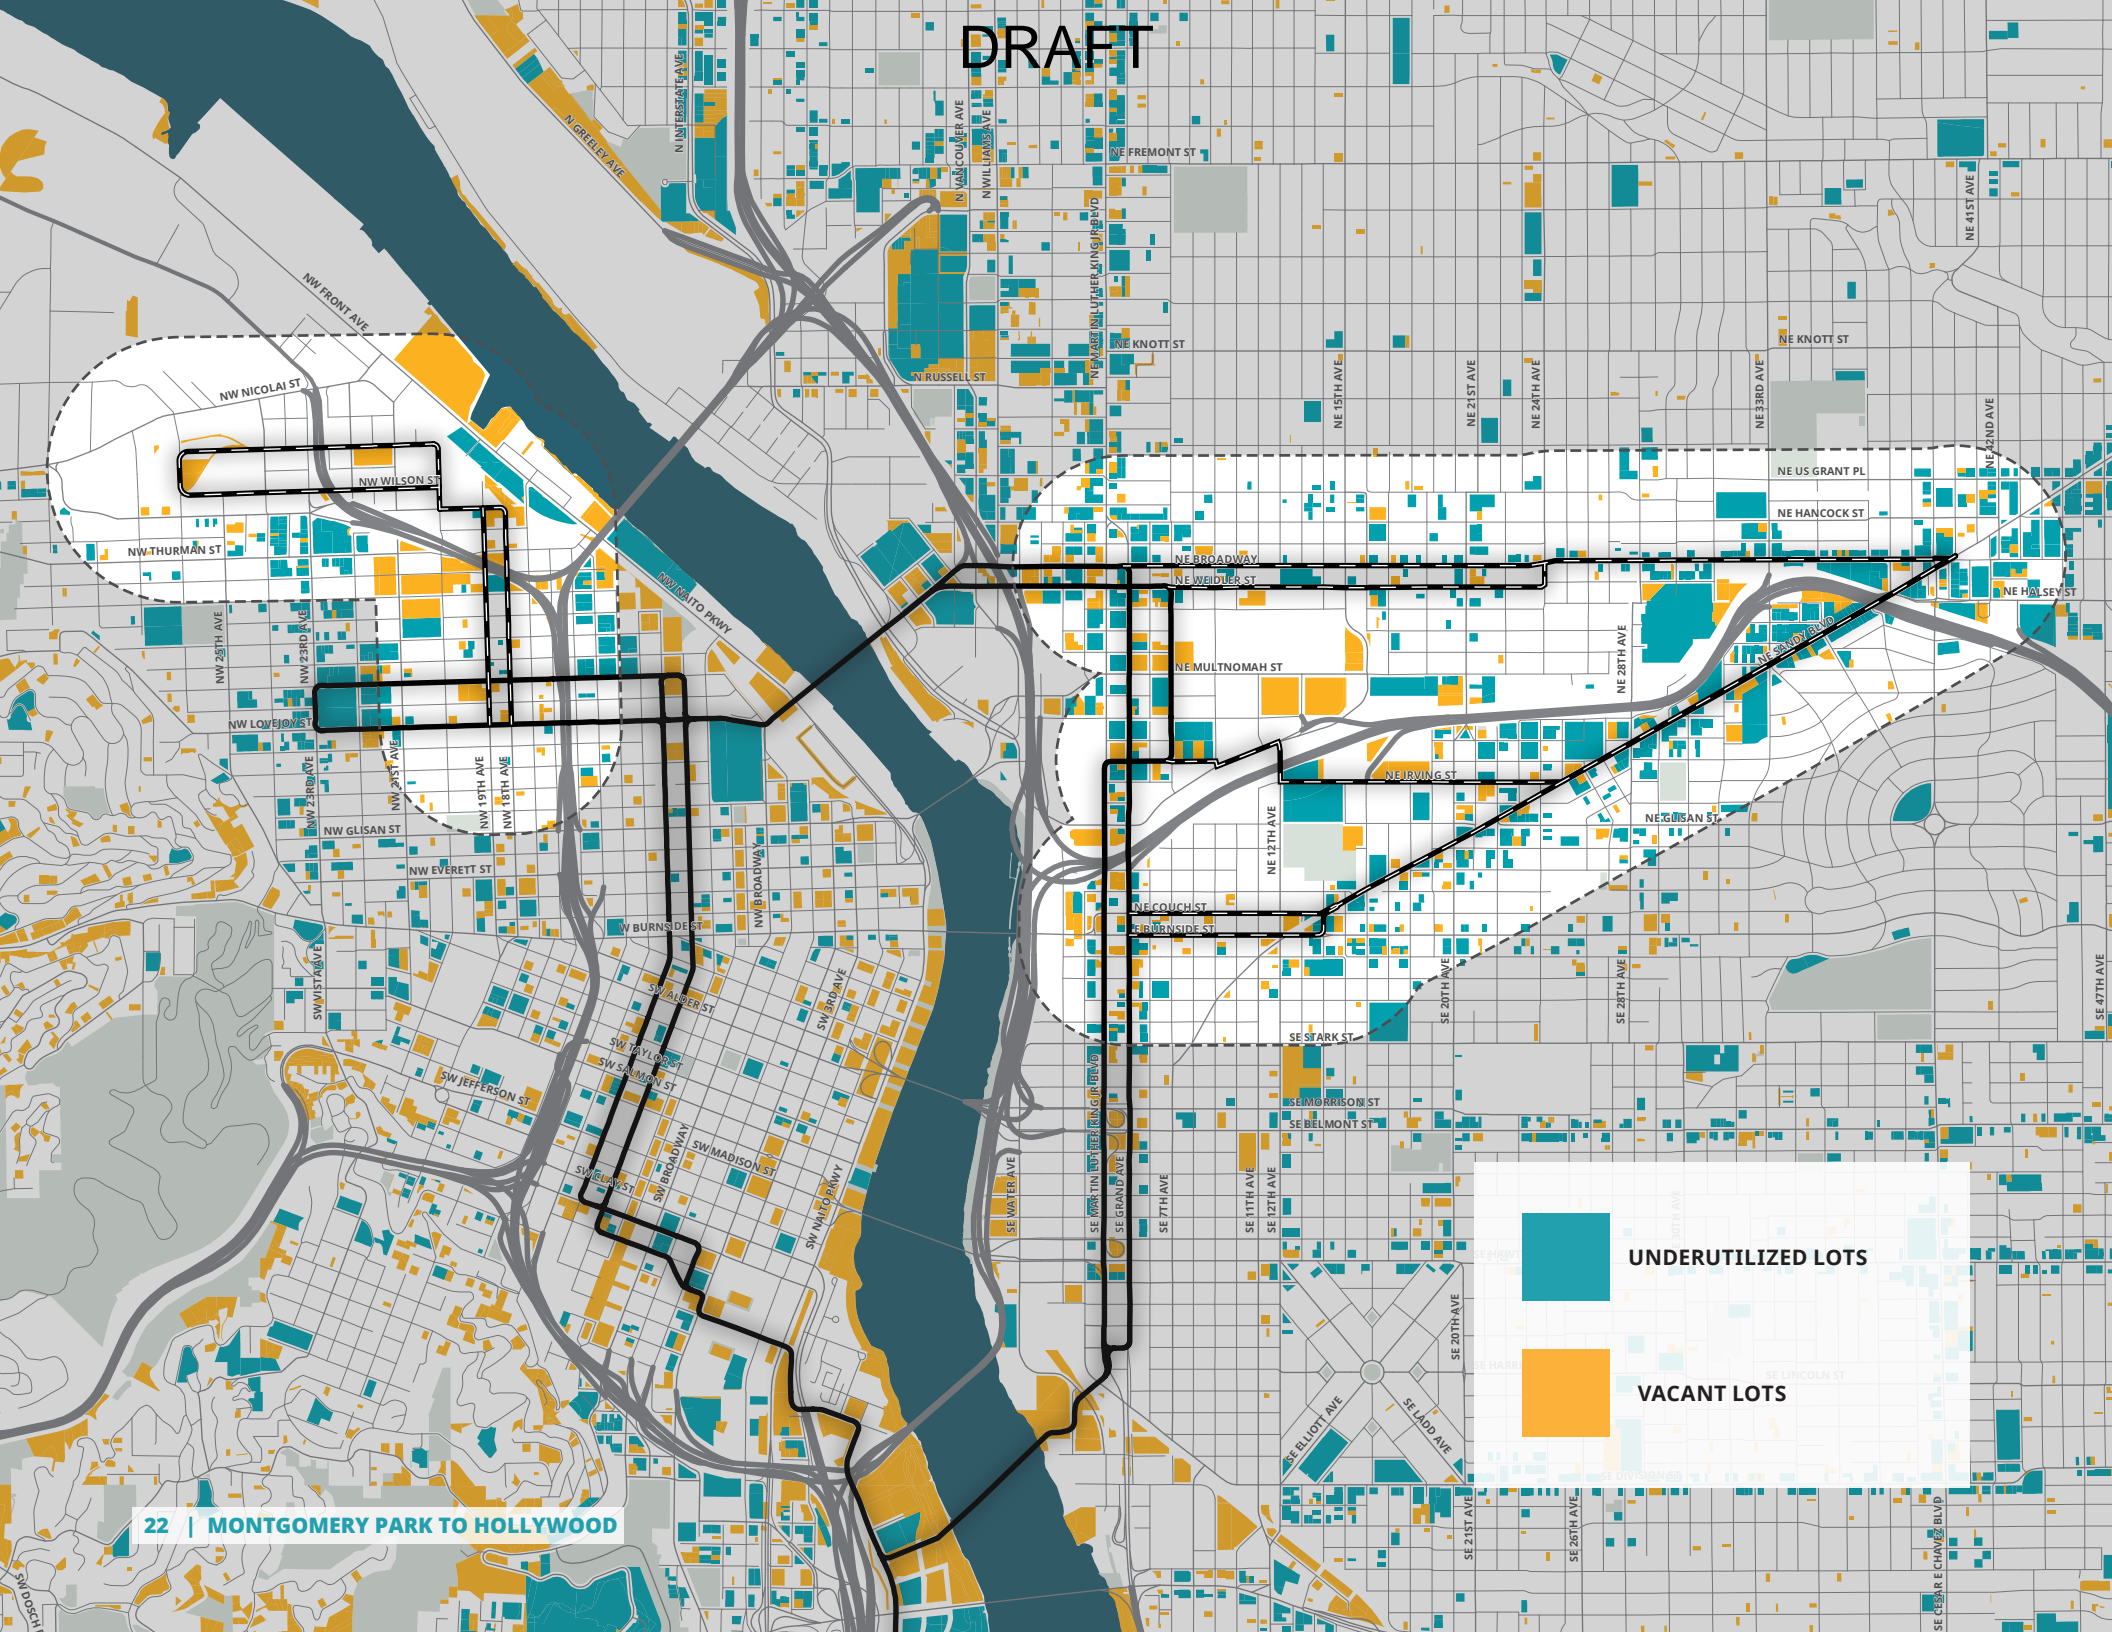 DRAFT
N INTERSTATE AVE
N GREELEY AVE
N VANCOUVER AVE
N WILLIAMS AVE
NE FREMONT ST
NE 41ST AVE
NE MARTIN LUTHER KING JR BLVD
NW FRONT AVE
NE KNOTT ST
NE KNOTT ST
N RUSSELL ST
NE 15TH AVE
NE 21ST AVE
NE 24TH AVE
NE 33RD AVE
NE 42ND AVE
NW NICOLAI ST
NW WILSON ST
NE US GRANT PL
NE HANCOCK ST
NW THURMAN ST
NE BROADWAY
NE WEIDLER ST
NE HALSEY ST
NW NAITO PKWY
NW 25TH AVE
NW 23RD AVE
NE 28TH AVE
NE SANDY BLVD
NE MULTNOMAH ST
NW LOVEJOY ST
NW 23RD AVE
NW 21ST AVE
NW 19TH AVE
NW 18TH AVE
NE IRVING ST
NE 12TH AVE
NE GLISAN ST
NW GLISAN ST
NW EVERETT ST
NW BROADWAY
W BURNSIDE ST
NE COUCH ST
E BURNSIDE ST
SW VISTA AVE
SW ALDER ST
SW 3RD AVE
SE 20TH AVE
SE 28TH AVE
SE 47TH AVE
SE STARK ST
SW TAYLOR ST
SW SALMON ST
SW JEFFERSON ST
SE MORRISON ST
SE BELMONT ST
SW MADISON ST
SW CLAY ST
SW BROADWAY
SW NAITO PKWY
SE WATER AVE
SE MARTIN LUTHER KING JR BLVD
SE GRAND AVE
SE 7TH AVE
SE 11TH AVE
SE 12TH AVE
UNDERUTILIZED LOTS
SE 20TH AVE
SE LINCOLN ST
VACANT LOTS
SE ELLIOTT AVE
SE LADD AVE
SE DIVISION ST
SE 21ST AVE
SE 26TH AVE
SE CESAR E CHAVEZ BLVD
22 | MONTGOMERY PARK TO HOLLYWOOD
SW DOSCH